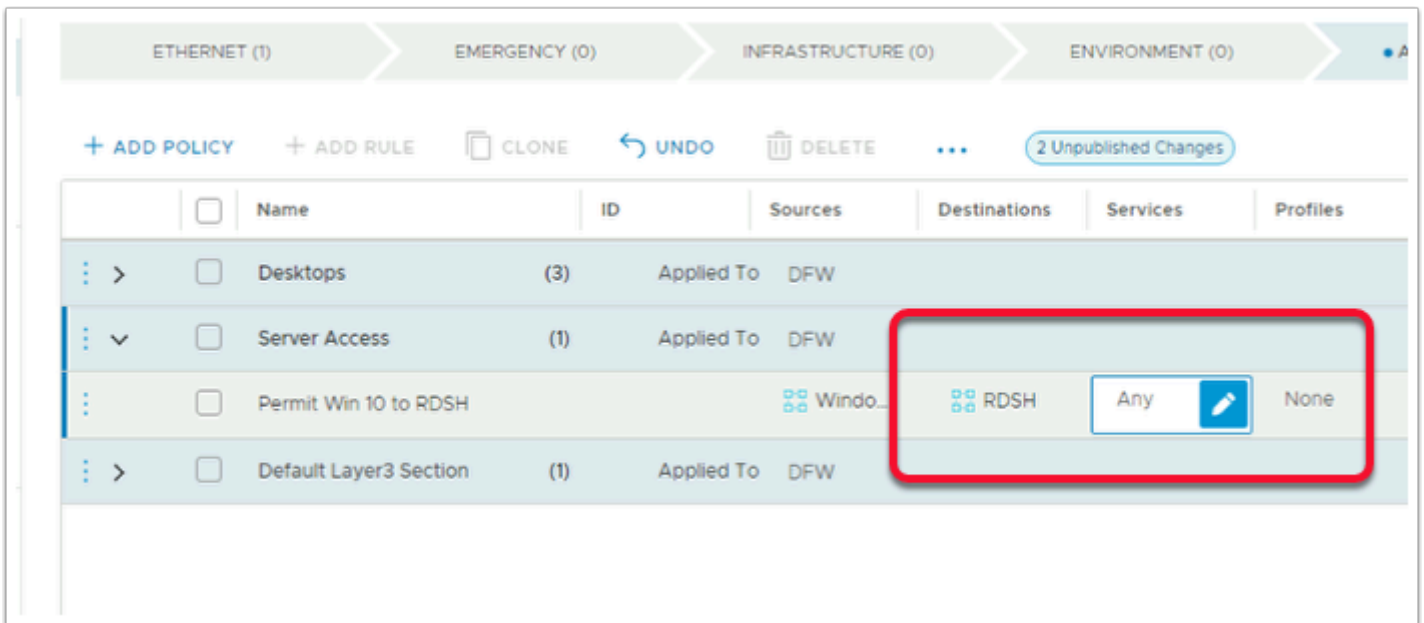 ETHERNET (1) EMERGENCY (0) INFRASTRUCTURE (0) ENVIRONMENT (0) A
ADD POLICY ADD RULE CLONE UNDO DELETE ... 2 Unpublished Changes
Name ID Sources Destinations Services Profiles
Desktops (3) Applied To DFW
Server Access (1) Applied To DFW
Permit Win 10 to RDSH Windo... RDSH Any None
Default Layer3 Section (1) Applied To DFW